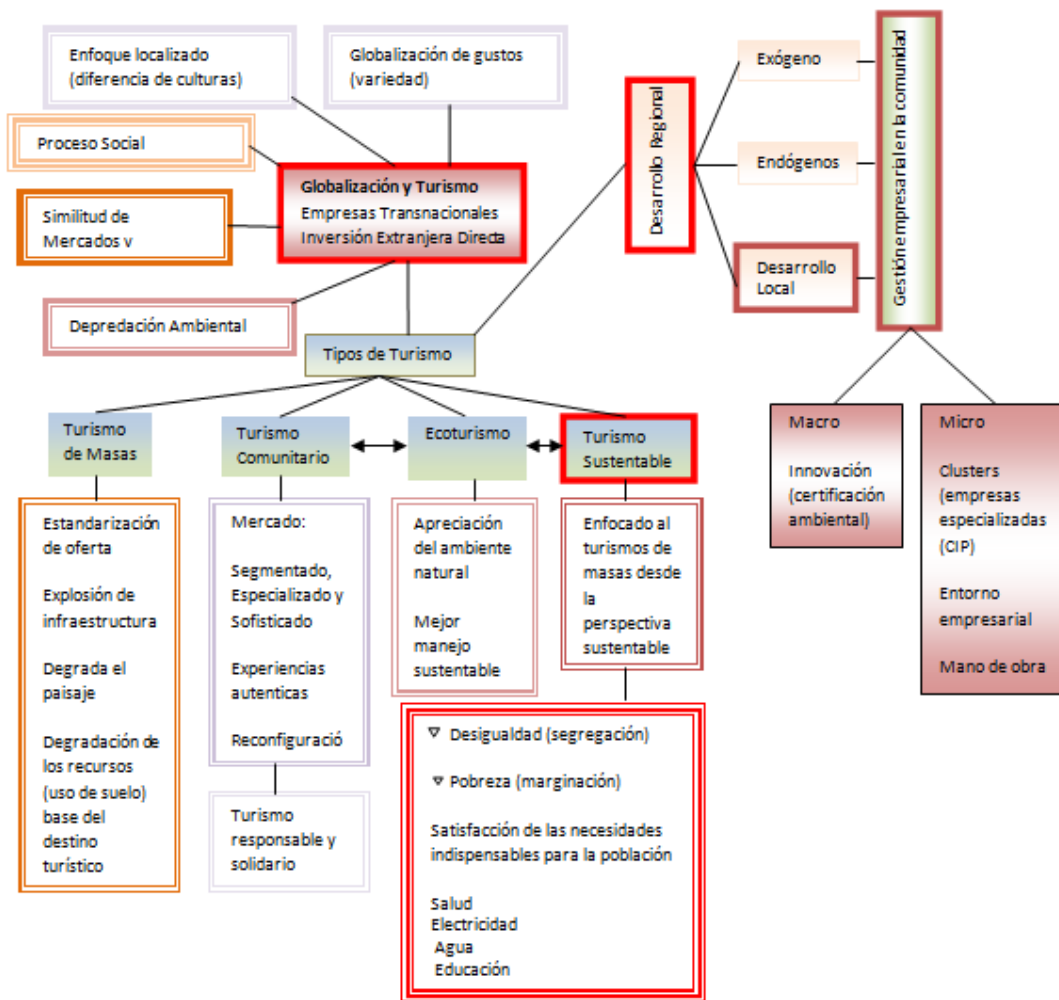 Enfoque localizado
(diferencia de culturas)
Globalización de gustos
(variedad)
Proceso Social
Similitud de
Mercados v
Globalización y Turismo
Empresas Transnacionales
Inversión Extranjera Directa
Depredación Ambiental
Tipos de Turismo
Desarrollo Regional
Exógeno
Endógenos
Desarrollo
Local
Gestión empresarial en la comunidad
Macro
Innovación
(certificación
ambiental)
Micro
Clusters
(empresas
especializadas
(CIP)
Entorno
empresarial
Mano de obra
Turismo
de Masas
Turismo
Comunitario
Ecoturismo
Turismo
Sustentable
Estandarización
de oferta
Explosión de
infraestructura
Degrada el
paisaje
Degradación de
los recursos
(uso de suelo)
base del
destino
turístico
Mercado:
Segmentado,
Especializado y
Sofisticado
Experiencias
autenticas
Reconfiguració
Turismo
responsable y
solidario
Apreciación
del ambiente
natural
Mejor
manejo
sustentable
Enfocado al
turismos de
masas desde
la
perspectiva
sustentable
▽ Desigualdad (segregación)
▽ Pobreza (marginación)
Satisfacción de las necesidades
indispensables para la población
Salud
Electricidad
Agua
Educación